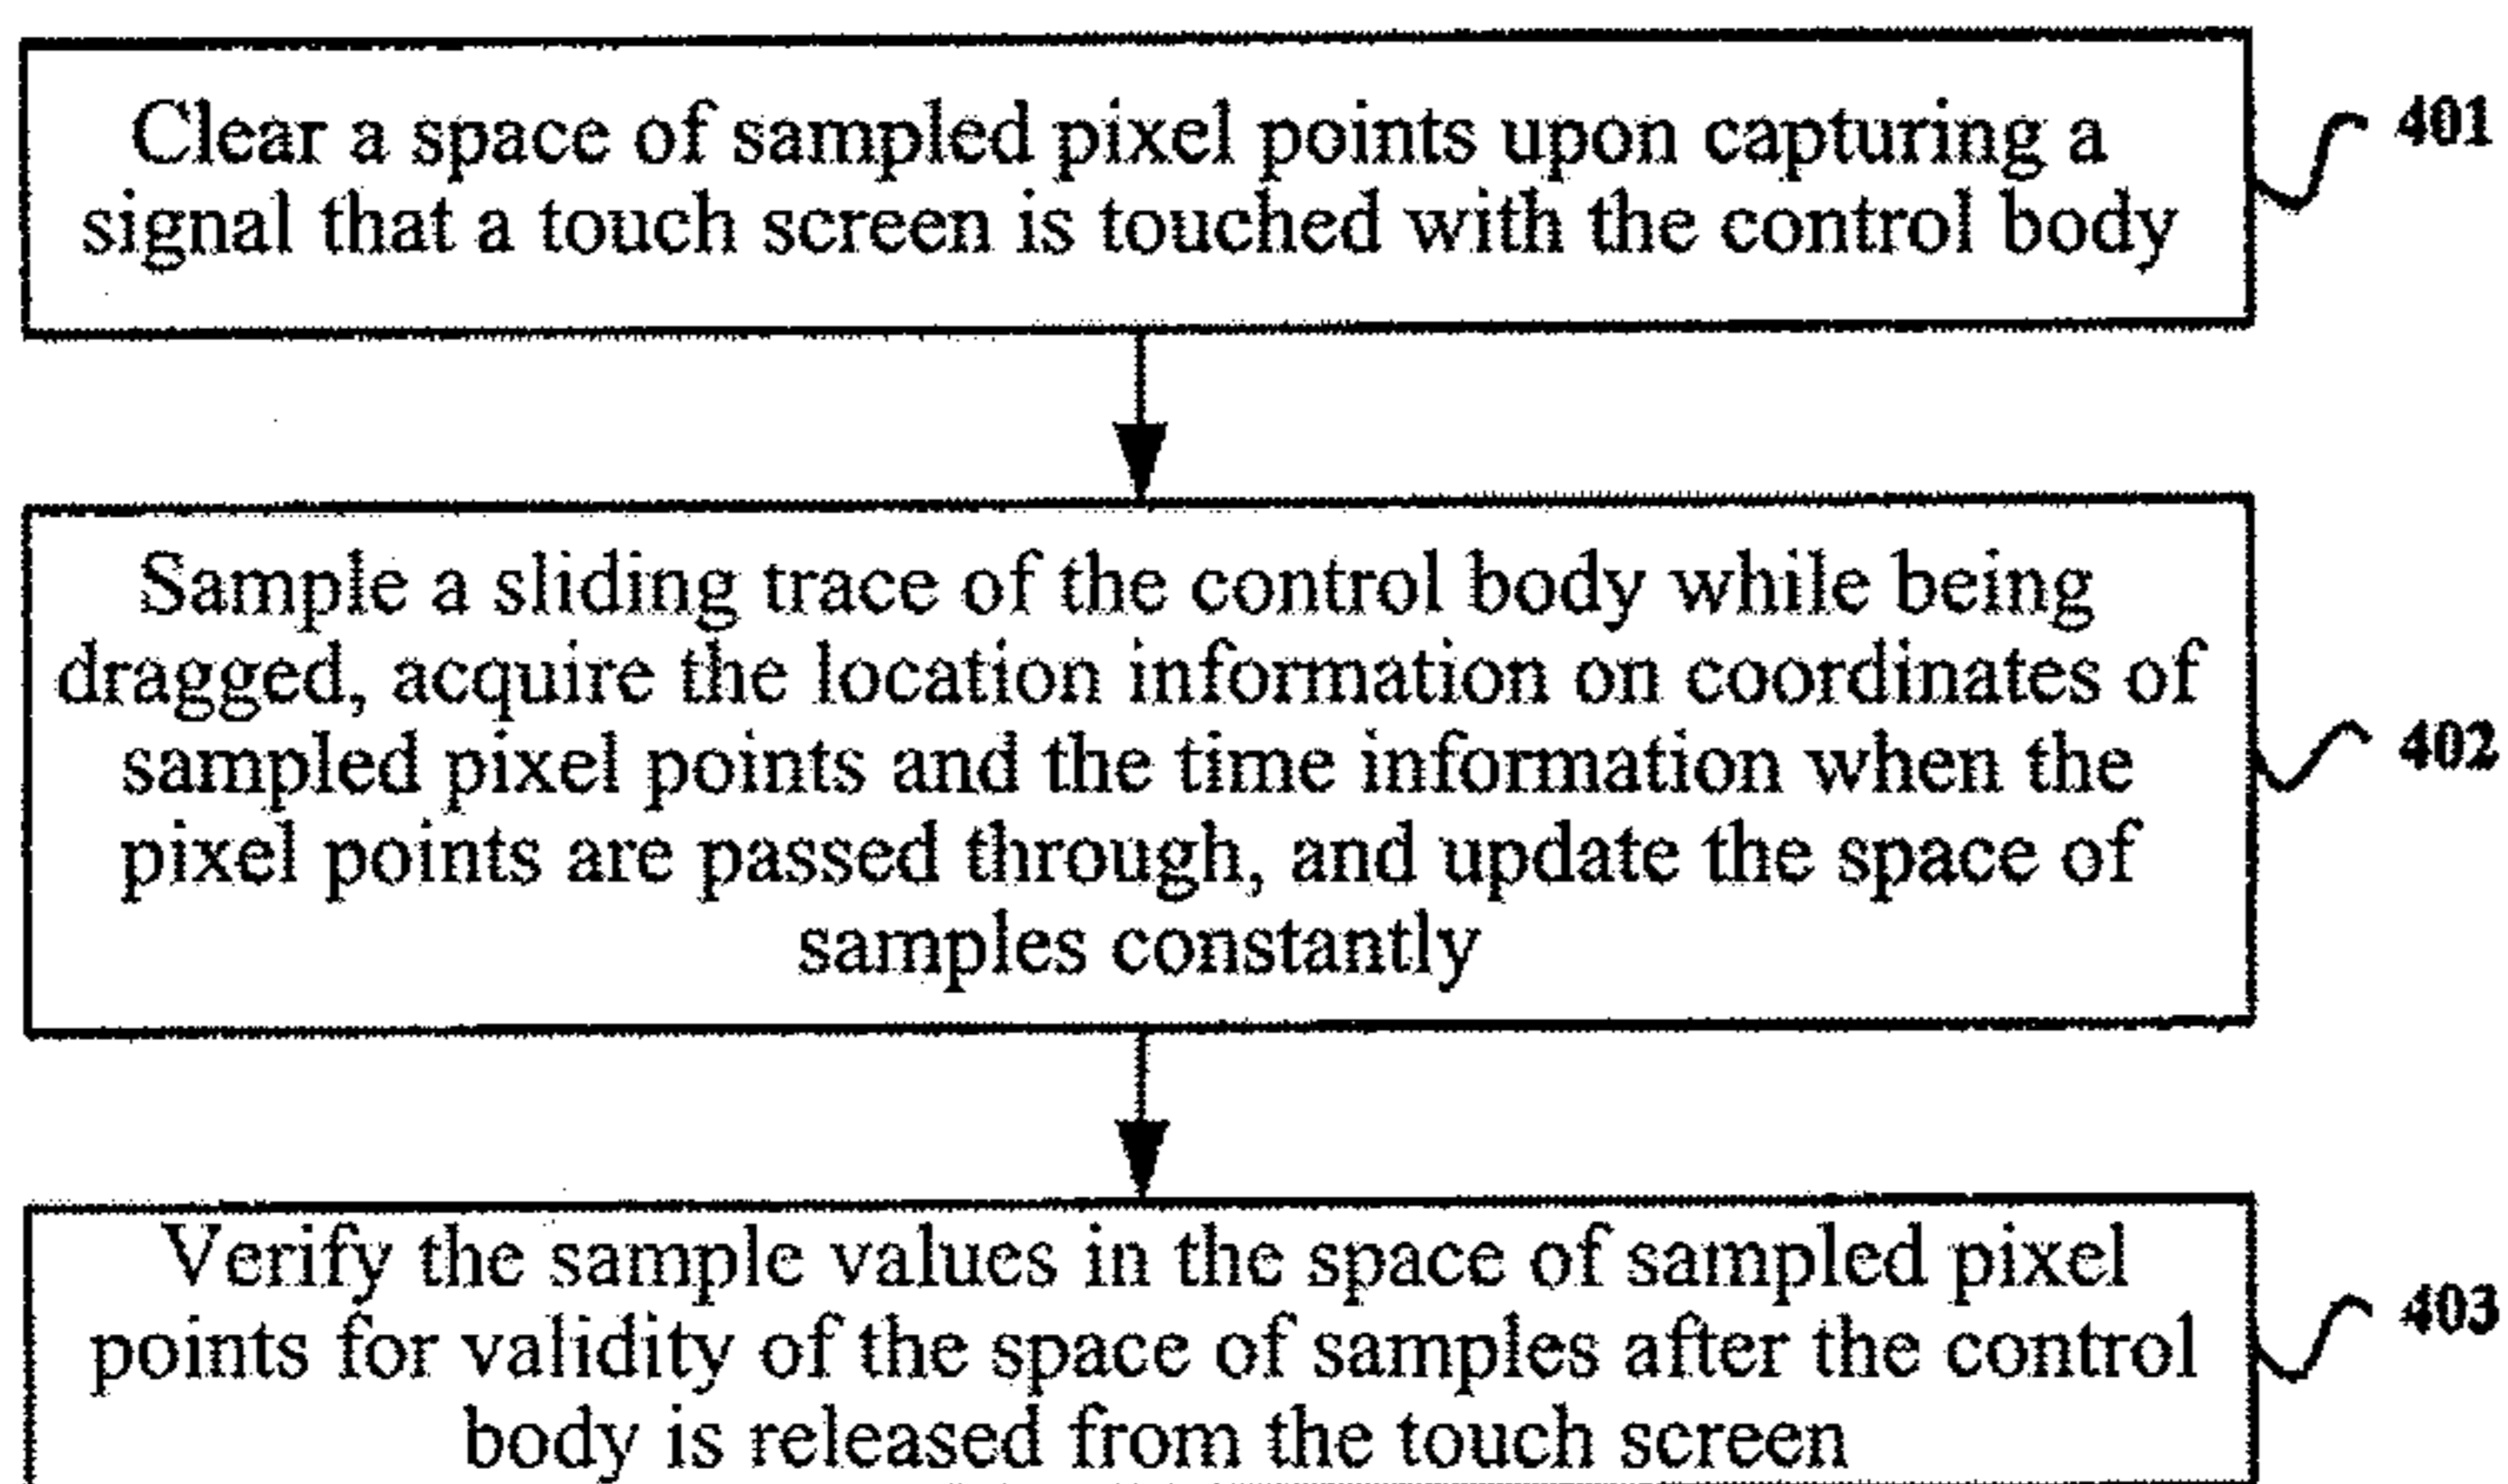 Clear a space of sampled pixel points upon capturing a
signal that a touch screen is touched with the control body
401
Sample a sliding trace of the control body while being
dragged, acquire the location information on coordinates of
sampled pixel points and the time information when the
pixel points are passed through, and update the space of
samples constantly
402
Verify the sample values in the space of sampled pixel
points for validity of the space of samples after the control
body is released from the touch screen
403